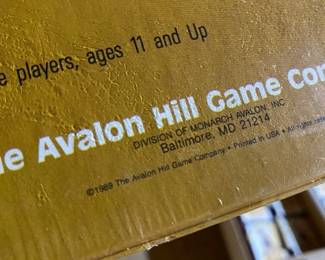 players, ages 11 and Up
Avalon Hill Game
DIVISION OF MONARCH AVALON, INC.
Baltimore, MD 21214
©1989 The Avalon Hill Game Company • Printed in USA • All rights